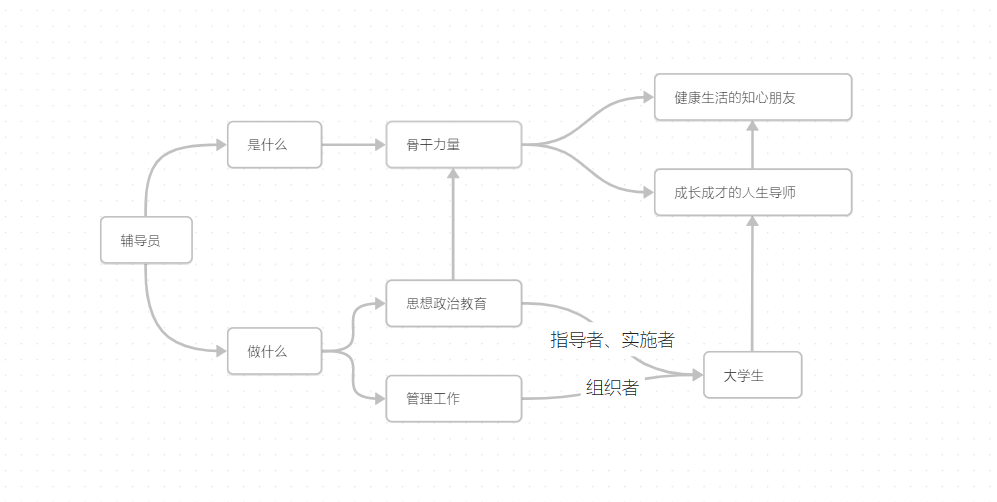 健康生活的知心朋友
是什么
骨干力量
成长成才的人生导师
辅导员
思想政治教育
指导者、实施者
做什么
大学生
组织者
管理工作